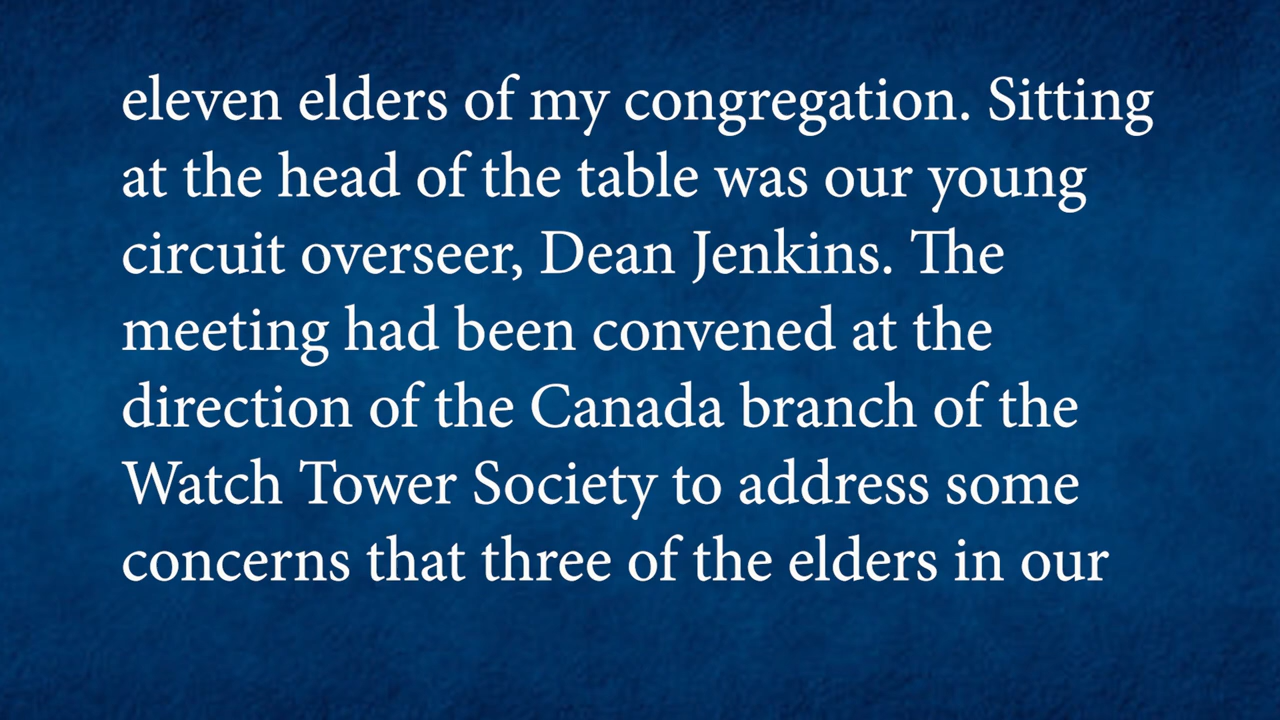 eleven elders of my congregation. Sitting
at the head of the table was our young
circuit overseer, Dean Jenkins. The
meeting had been convened at the
direction of the Canada branch of the
Watch Tower Society to address some
concerns that three of the elders in our